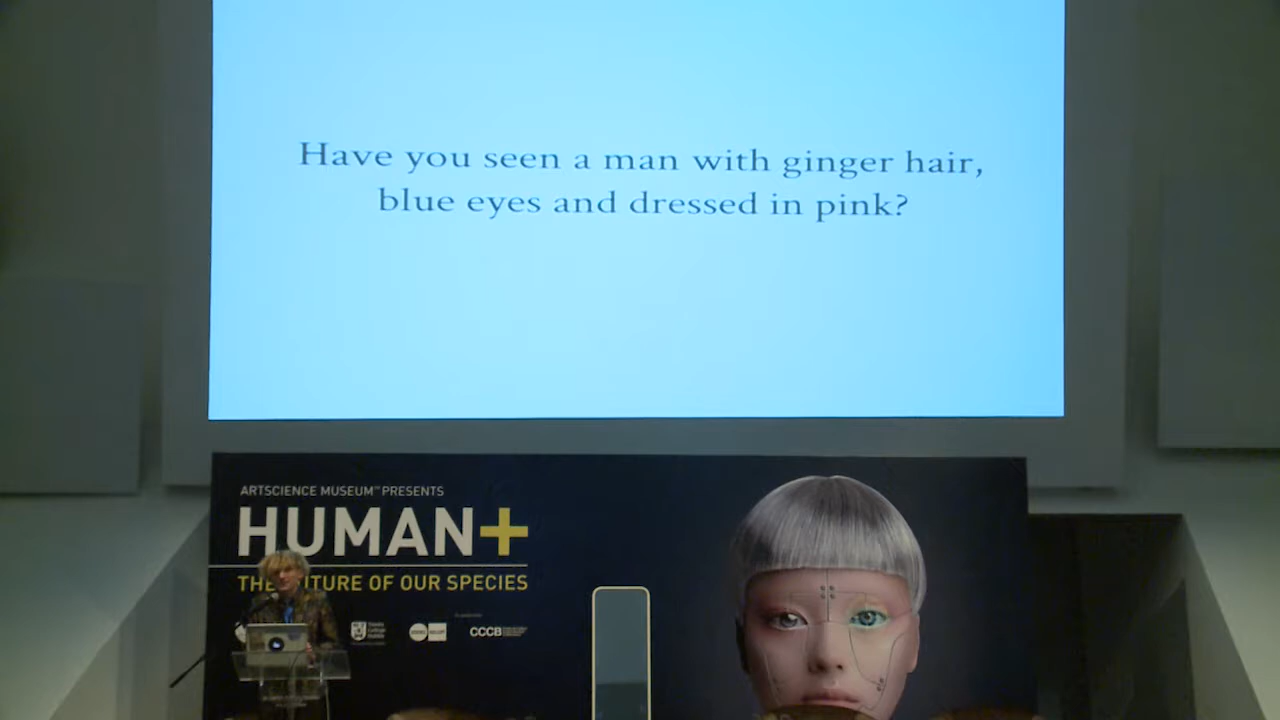 Have you seen a man with ginger hair,
blue eyes and dressed in pink?
ARTSCIENCE MUSEUM™ PRESENTS
HUMAN+
THE FUTURE OF OUR SPECIES
CCCB